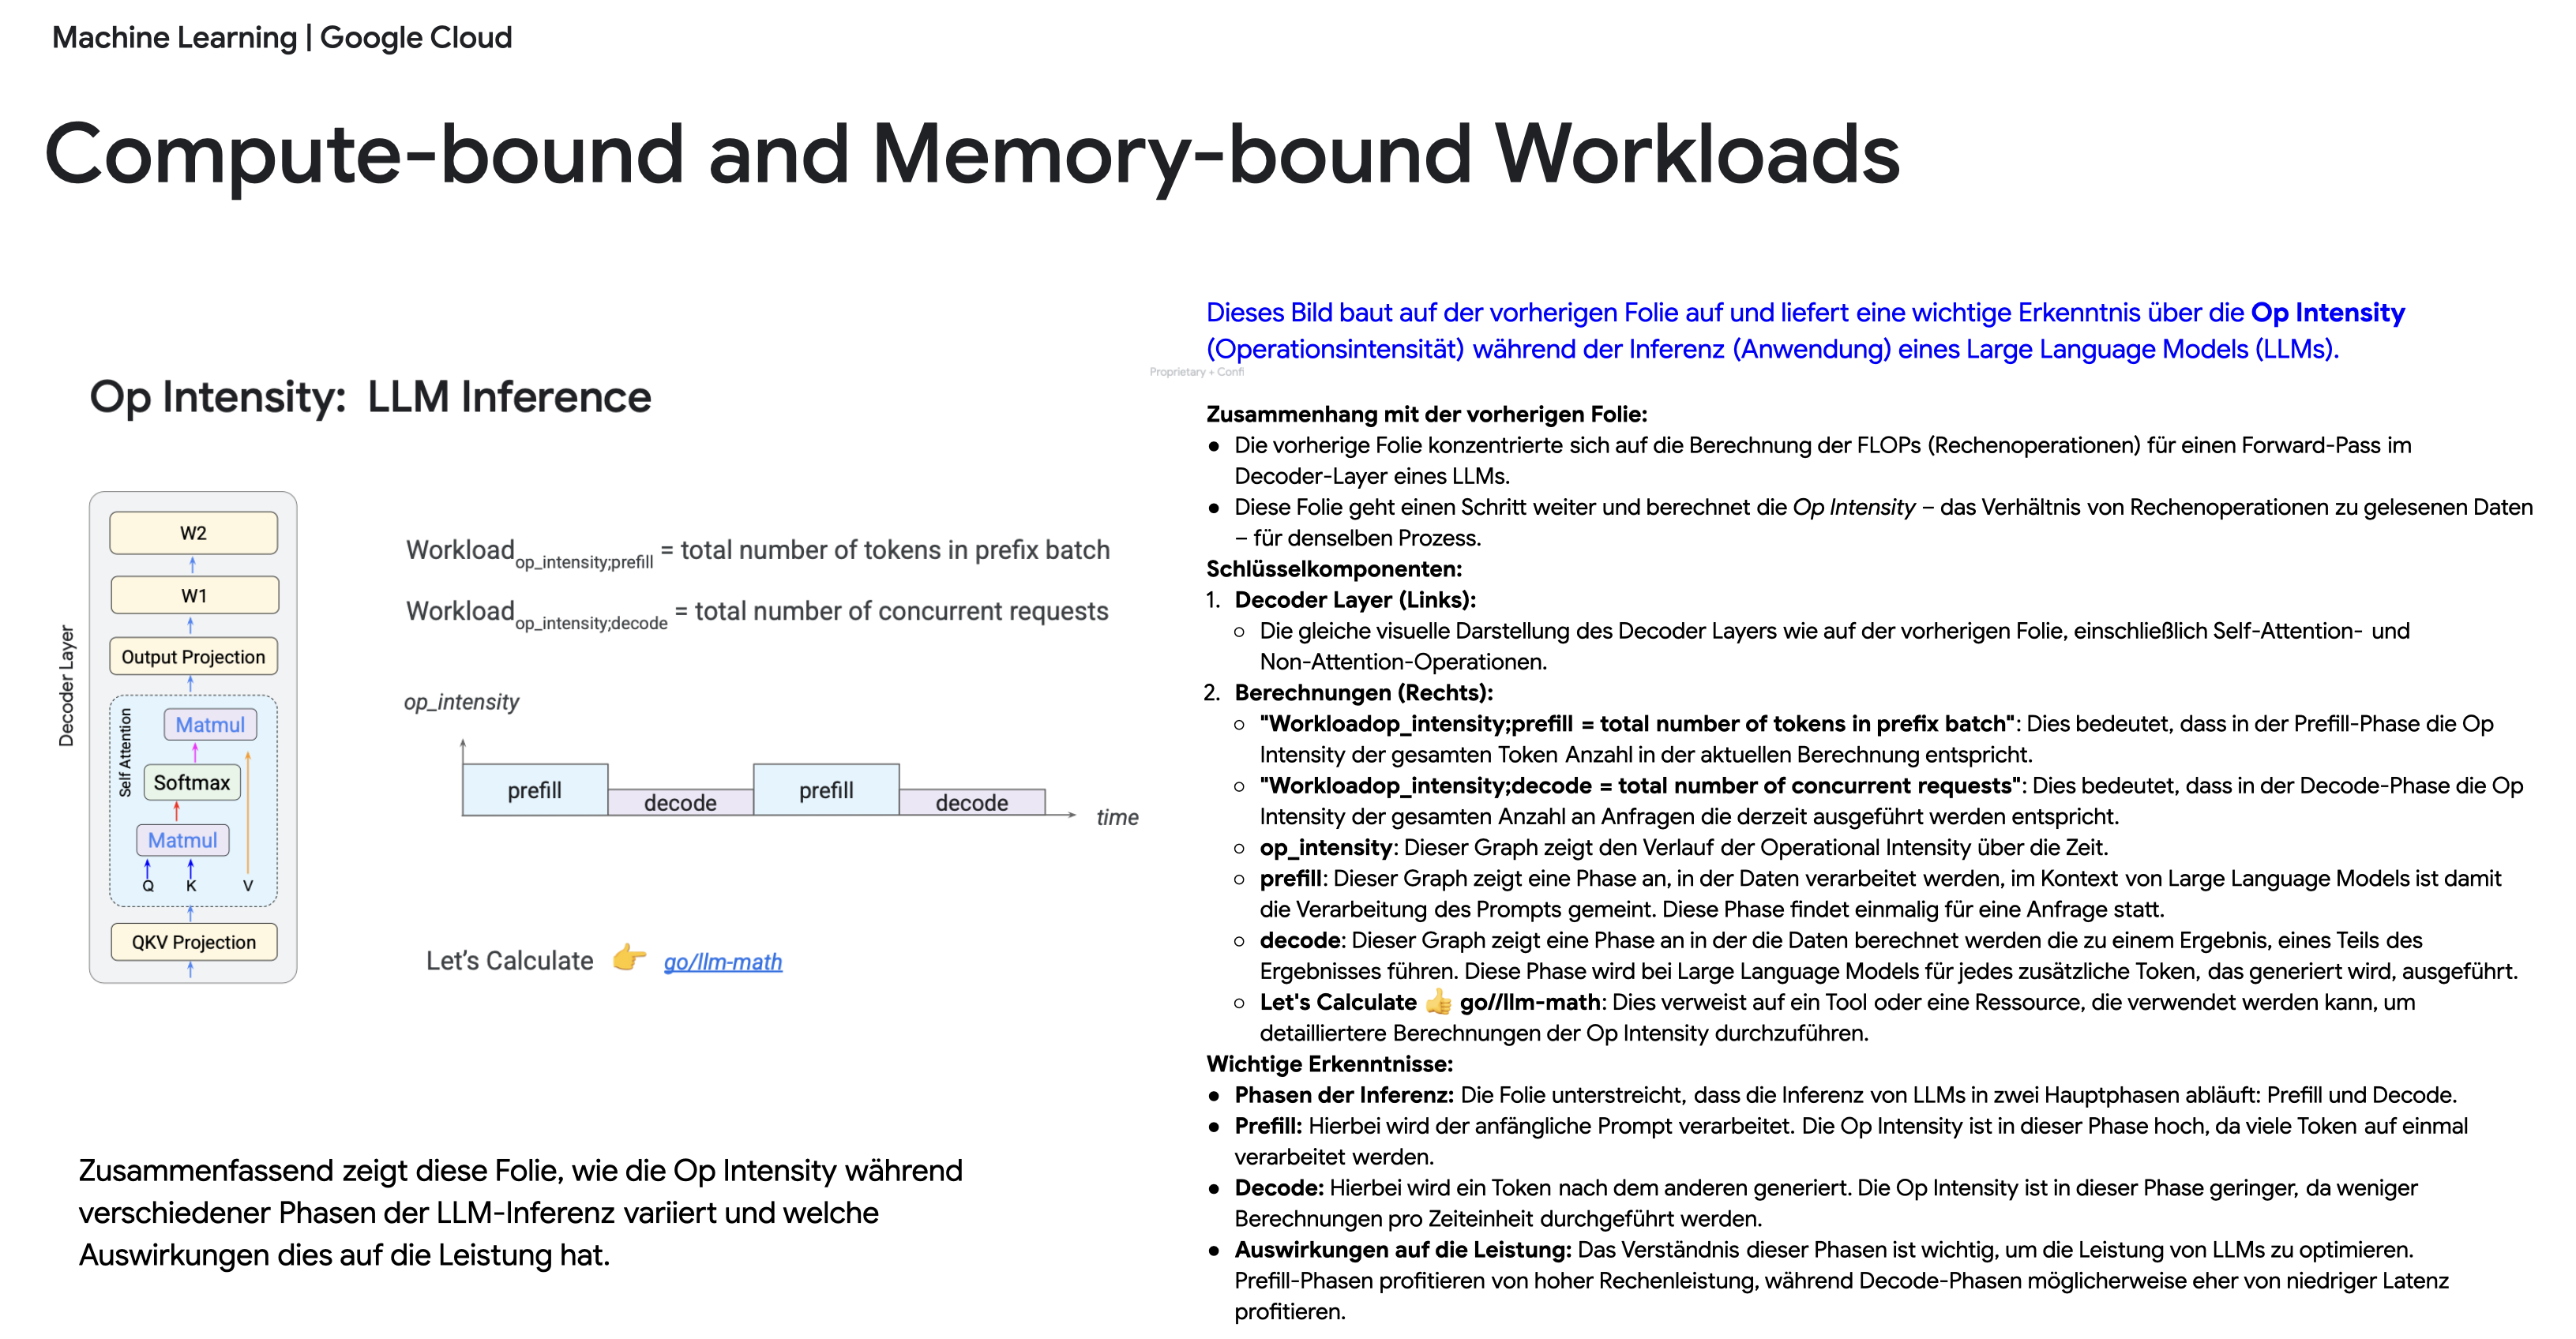 Machine Learning | Google Cloud
Compute-bound and Memory-bound Workloads
Op Intensity: LLM Inference
Proprietary + Confi
Decoder Layer
W2
W1
Output Projection
Self Attention
Matmul
Softmax
Matmul
Q K V
QKV Projection
Workload op_intensity;prefill = total number of tokens in prefix batch
Workload op_intensity;decode = total number of concurrent requests
op_intensity
prefill decode prefill decode
time
Let's Calculate 👉 go/llm-math
Zusammenfassend zeigt diese Folie, wie die Op Intensity während
verschiedener Phasen der LLM-Inferenz variiert und welche
Auswirkungen dies auf die Leistung hat.
Dieses Bild baut auf der vorherigen Folie auf und liefert eine wichtige Erkenntnis über die Op Intensity
(Operationsintensität) während der Inferenz (Anwendung) eines Large Language Models (LLMs).
Zusammenhang mit der vorherigen Folie:
● Die vorherige Folie konzentrierte sich auf die Berechnung der FLOPs (Rechenoperationen) für einen Forward-Pass im
Decoder-Layer eines LLMs.
● Diese Folie geht einen Schritt weiter und berechnet die Op Intensity – das Verhältnis von Rechenoperationen zu gelesenen Daten
– für denselben Prozess.
Schlüsselkomponenten:
1. Decoder Layer (Links):
○ Die gleiche visuelle Darstellung des Decoder Layers wie auf der vorherigen Folie, einschließlich Self-Attention- und
Non-Attention-Operationen.
2. Berechnungen (Rechts):
○ "Workloadop_intensity;prefill = total number of tokens in prefix batch": Dies bedeutet, dass in der Prefill-Phase die Op
Intensity der gesamten Token Anzahl in der aktuellen Berechnung entspricht.
○ "Workloadop_intensity;decode = total number of concurrent requests": Dies bedeutet, dass in der Decode-Phase die Op
Intensity der gesamten Anzahl an Anfragen die derzeit ausgeführt werden entspricht.
○ op_intensity: Dieser Graph zeigt den Verlauf der Operational Intensity über die Zeit.
○ prefill: Dieser Graph zeigt eine Phase an, in der Daten verarbeitet werden, im Kontext von Large Language Models ist damit
die Verarbeitung des Prompts gemeint. Diese Phase findet einmalig für eine Anfrage statt.
○ decode: Dieser Graph zeigt eine Phase an in der die Daten berechnet werden die zu einem Ergebnis, eines Teils des
Ergebnisses führen. Diese Phase wird bei Large Language Models für jedes zusätzliche Token, das generiert wird, ausgeführt.
○ Let's Calculate 👍 go//llm-math: Dies verweist auf ein Tool oder eine Ressource, die verwendet werden kann, um
detailliertere Berechnungen der Op Intensity durchzuführen.
Wichtige Erkenntnisse:
● Phasen der Inferenz: Die Folie unterstreicht, dass die Inferenz von LLMs in zwei Hauptphasen abläuft: Prefill und Decode.
● Prefill: Hierbei wird der anfängliche Prompt verarbeitet. Die Op Intensity ist in dieser Phase hoch, da viele Token auf einmal
verarbeitet werden.
● Decode: Hierbei wird ein Token nach dem anderen generiert. Die Op Intensity ist in dieser Phase geringer, da weniger
Berechnungen pro Zeiteinheit durchgeführt werden.
● Auswirkungen auf die Leistung: Das Verständnis dieser Phasen ist wichtig, um die Leistung von LLMs zu optimieren.
Prefill-Phasen profitieren von hoher Rechenleistung, während Decode-Phasen möglicherweise eher von niedriger Latenz
profitieren.